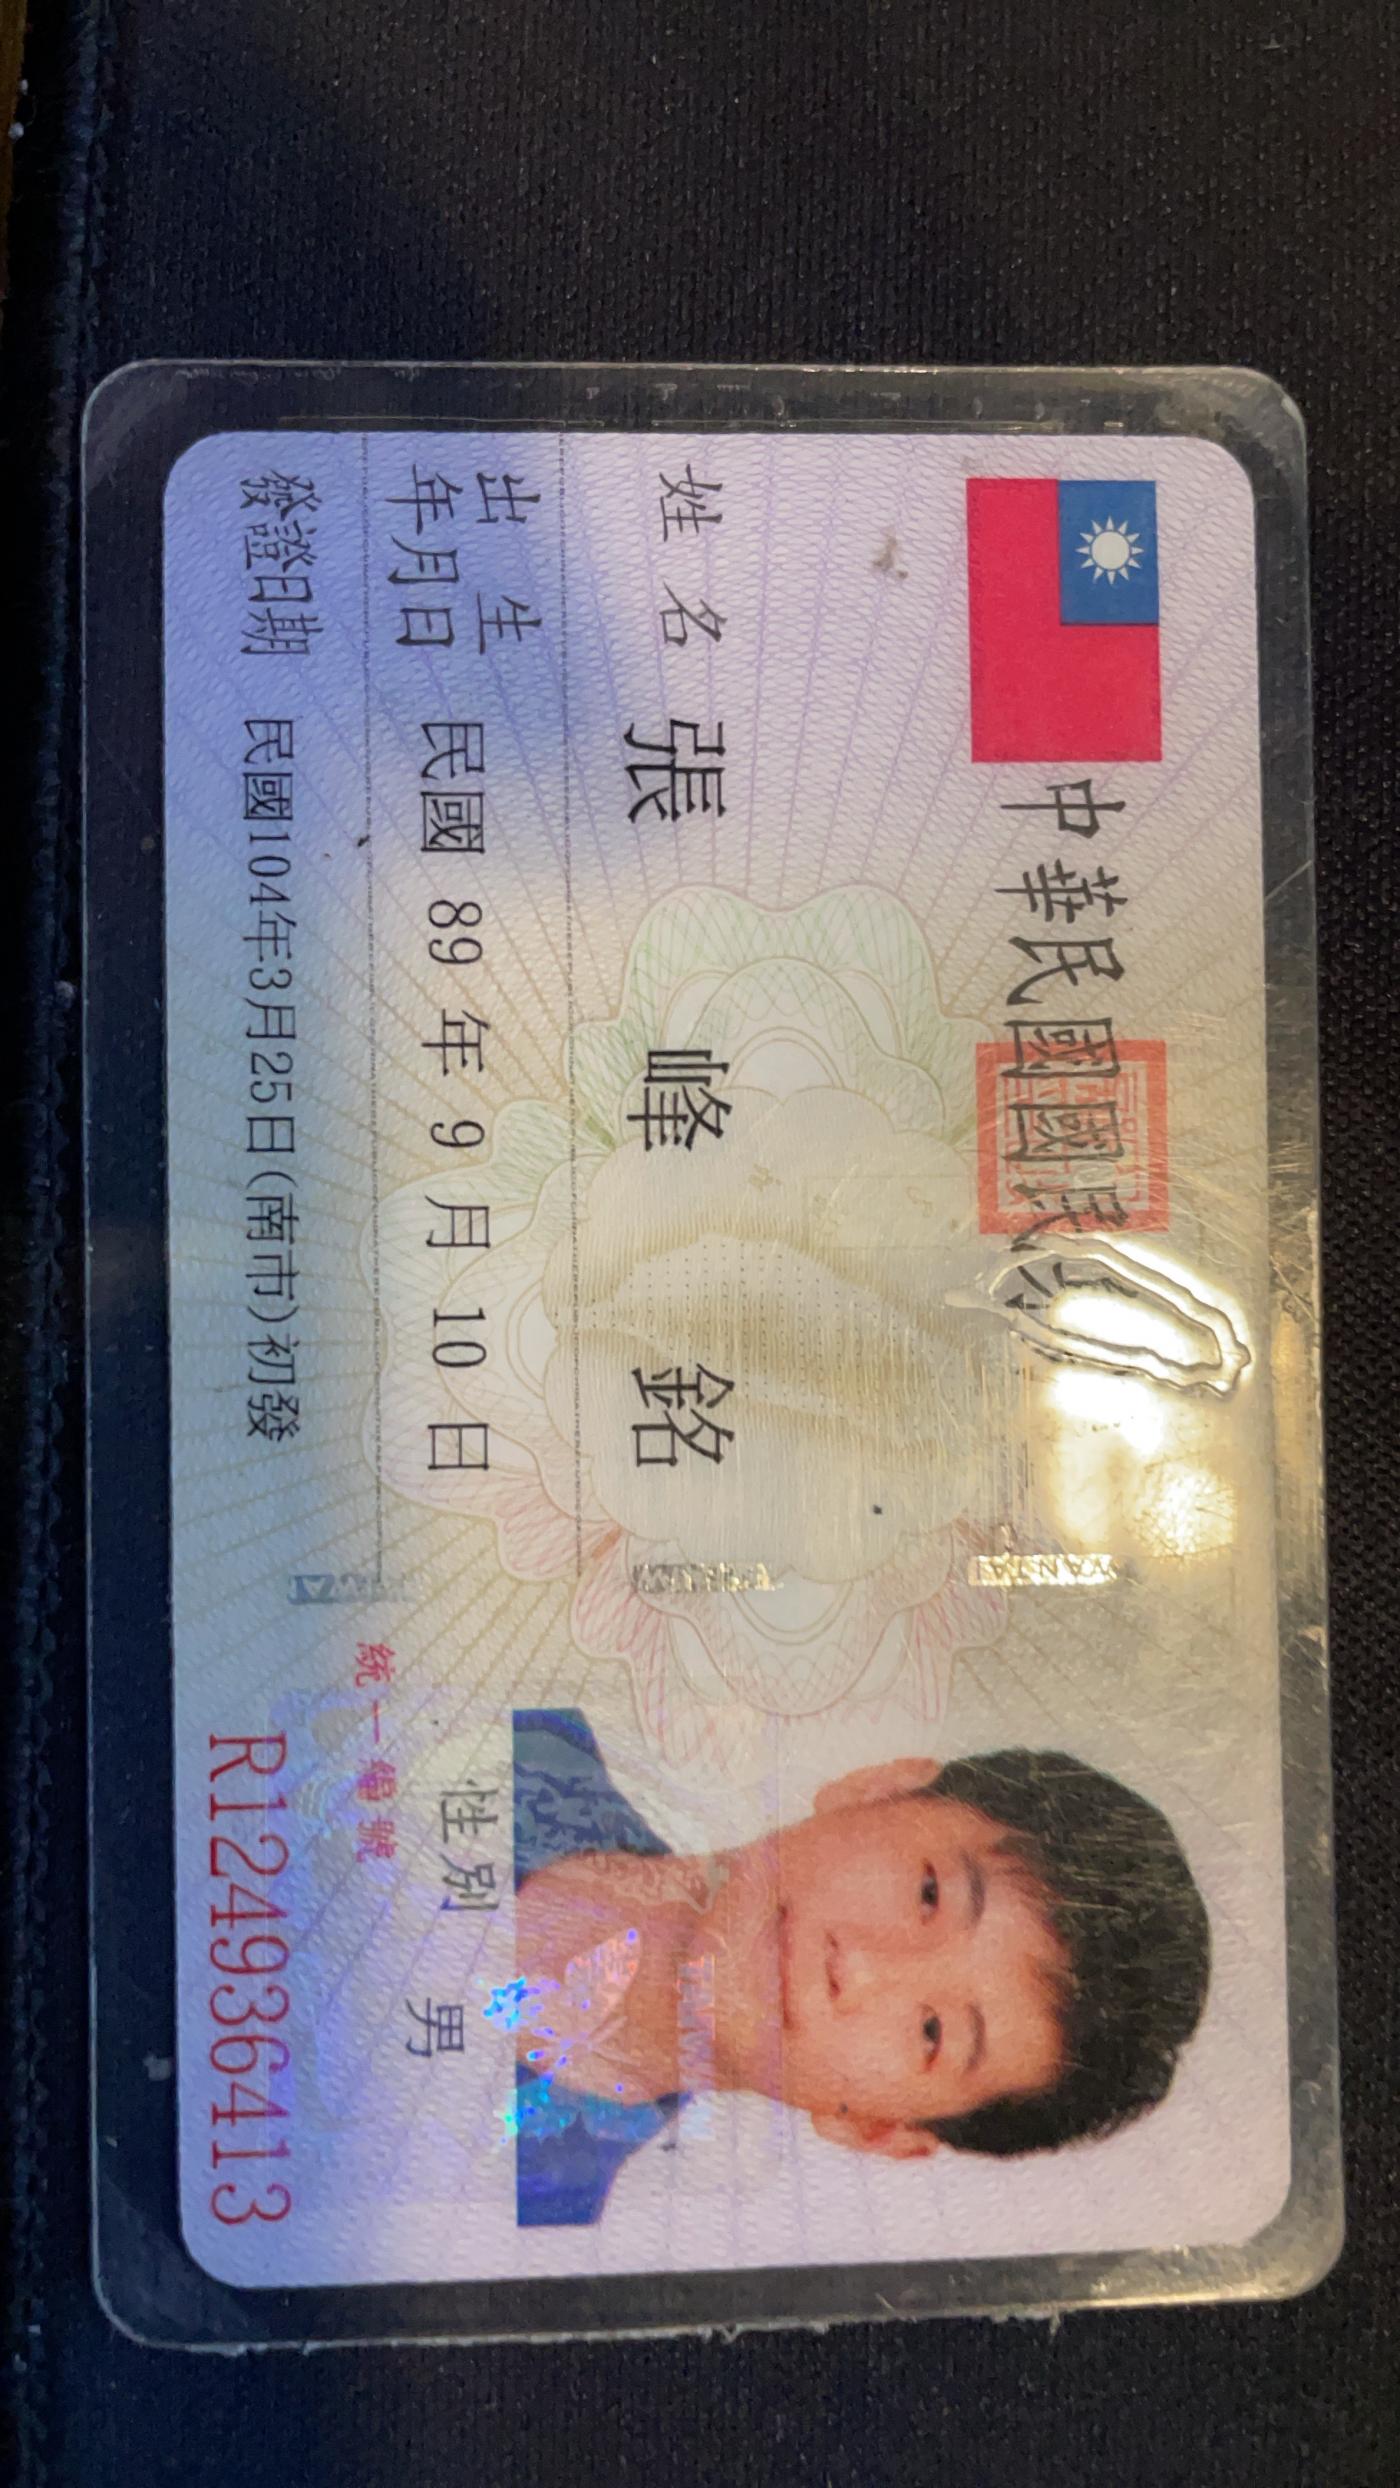 中華民國國民身
姓名 張峰銘
出生
年月日 民國 89 年 9 月 10 日
性別 男
發證日期 民國104年3月25日(南市)初發
統一編號
R124936413
TAIWAN